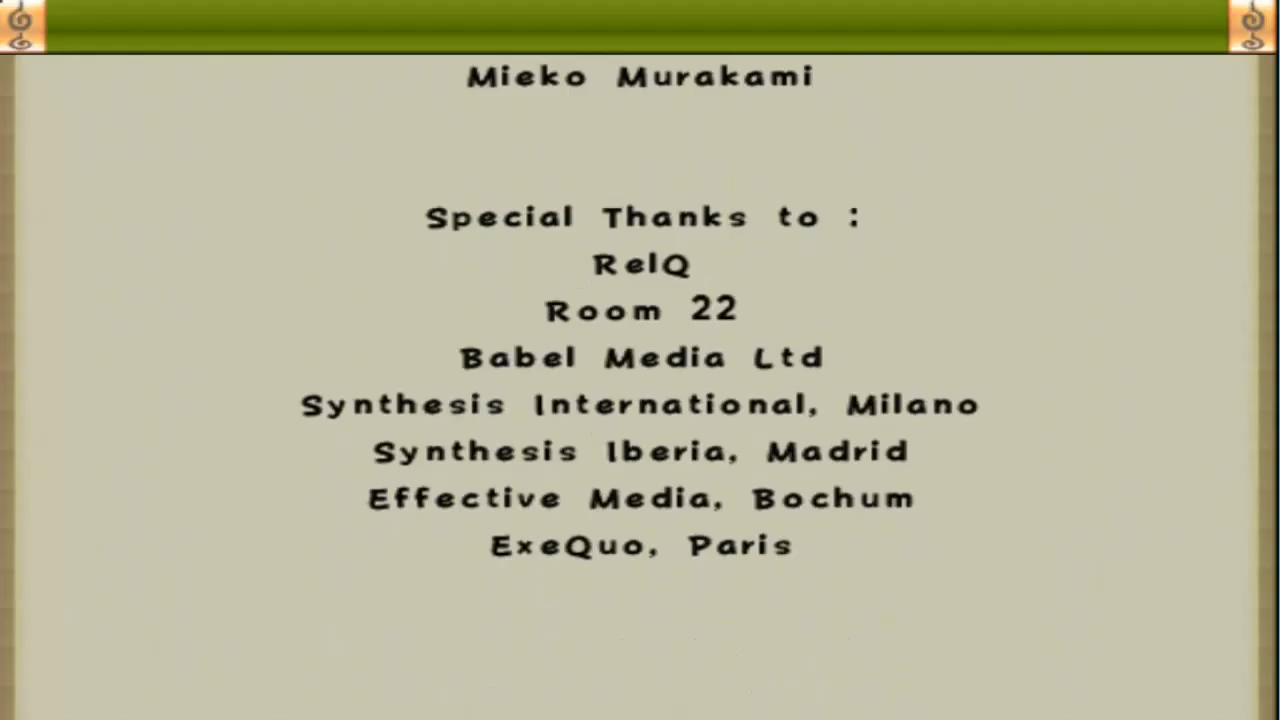 Mieko Murakami
Special Thanks to :
RelQ
Room 22
Babel Media Ltd
Synthesis International, Milano
Synthesis Iberia, Madrid
Effective Media, Bochum
ExeQuo, Paris